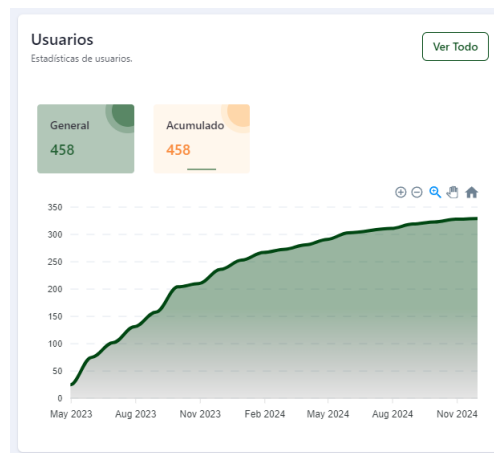 Usuarios
Ver Todo
Estadísticas de usuarios.
General
Acumulado
458
458
350
300
250
200
150
100
50
0
May 2023
Aug 2023
Nov 2023
Feb 2024
May 2024
Aug 2024
Nov 2024